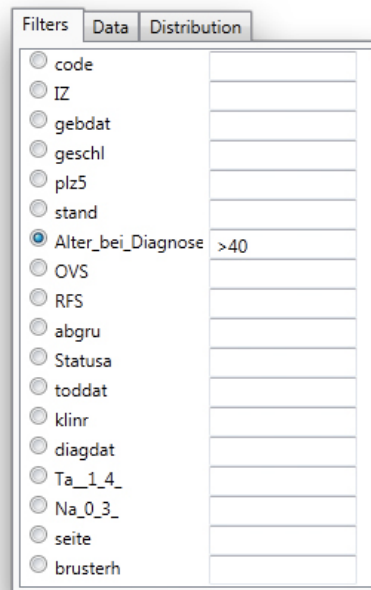 Filters Data Distribution
code
IZ
gebdat
geschl
plz5
stand
Alter_bei_Diagnose >40
OVS
RFS
abgru
Statusa
toddat
klinr
diagdat
Ta__1_4_
Na_0_3_
seite
brusterh